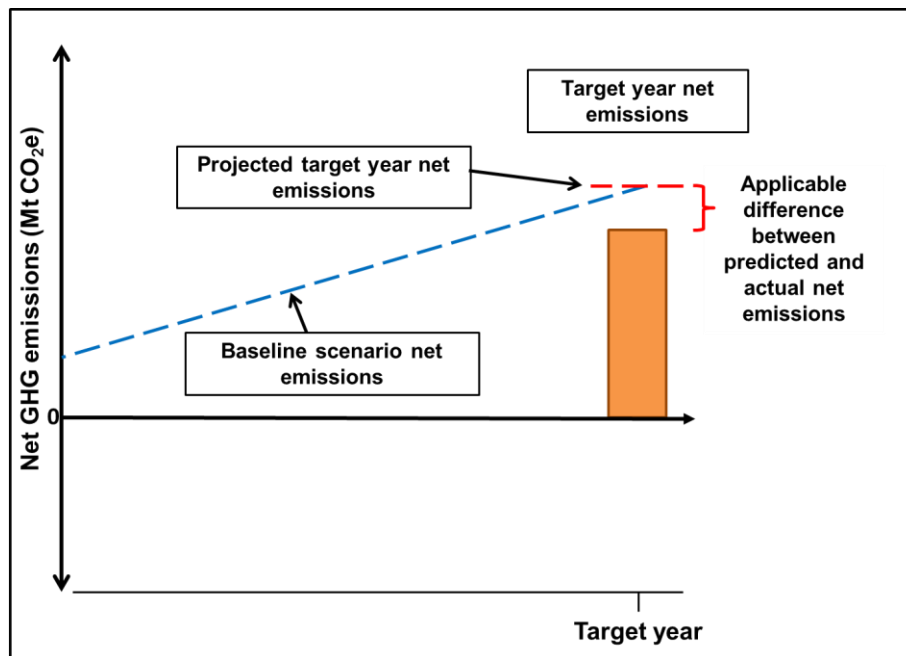 Target year net
emissions
Projected target year net
emissions
Applicable
difference
between
predicted and
actual net
emissions
Baseline scenario net
emissions
Net GHG emissions (Mt CO₂e)
0
Target year